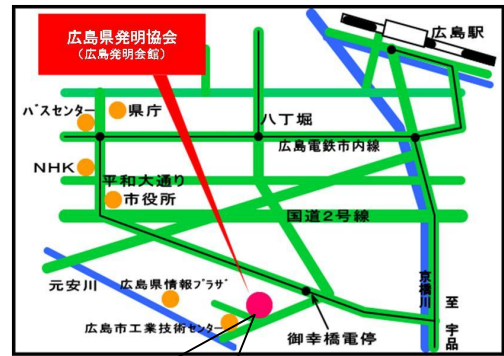 広島県発明協会
（広島発明会館）
広島駅
バスセンター
県庁
八丁堀
広島電鉄市内線
NHK
平和大通り
市役所
国道2号線
元安川
広島県情報プラザ
広島市工業技術センター
御幸橋電停
京橋川
至 宇品